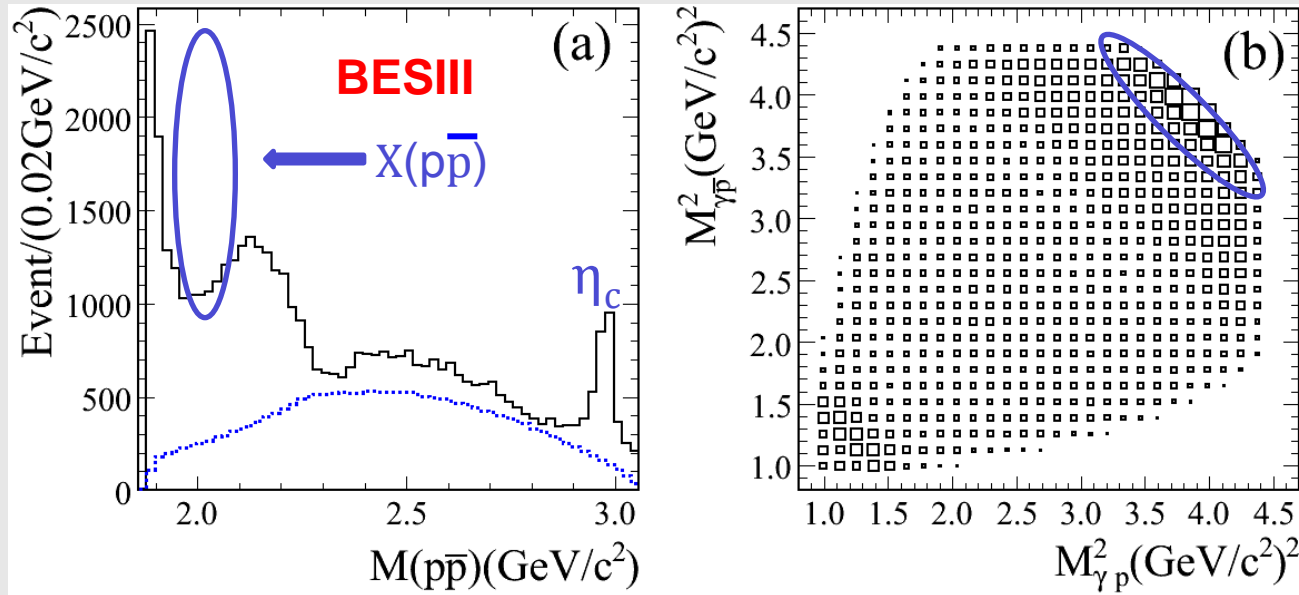 (a)
BESIII
X(pp̅)
η_c
Event/(0.02GeV/c²)
2500
2000
1500
1000
500
0
2.0 2.5 3.0
M(pp̅)(GeV/c²)
(b)
M²_γp̅(GeV/c²)²
4.5
4.0
3.5
3.0
2.5
2.0
1.5
1.0
1.0 1.5 2.0 2.5 3.0 3.5 4.0 4.5
M²_γp(GeV/c²)²